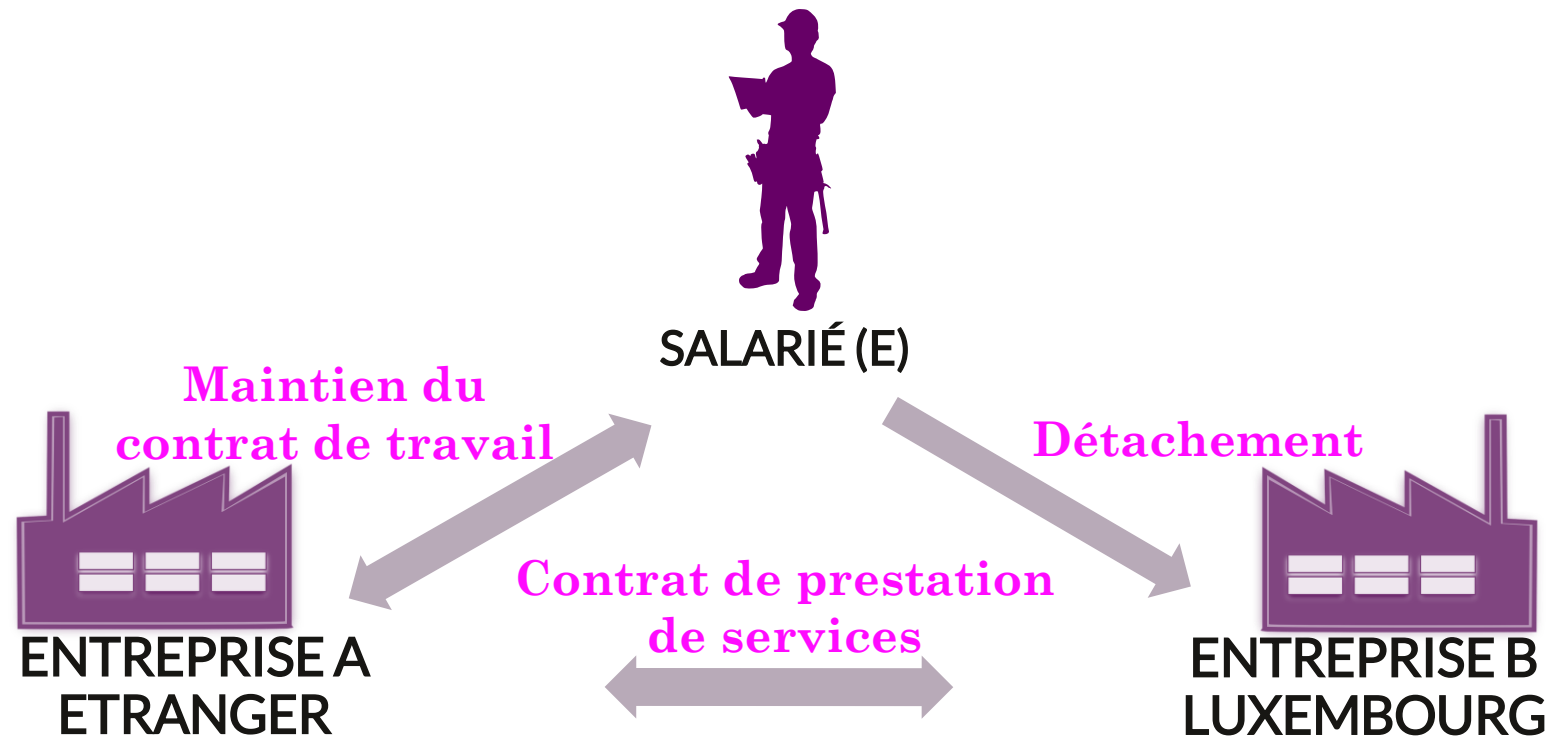 SALARIÉ (E)
Maintien du
contrat de travail
Détachement
Contrat de prestation
de services
ENTREPRISE A
ETRANGER
ENTREPRISE B
LUXEMBOURG